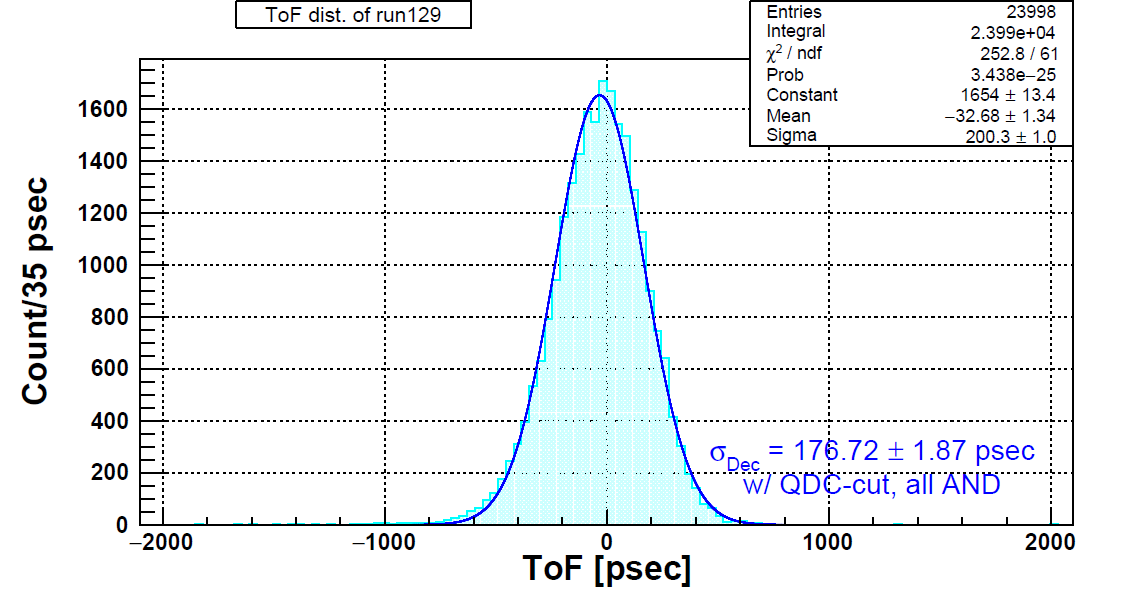 ToF dist. of run129
Entries 23998
Integral 2.399e+04
χ² / ndf 252.8 / 61
Prob 3.438e−25
Constant 1654 ± 13.4
Mean −32.68 ± 1.34
Sigma 200.3 ± 1.0
Count/35 psec
1600
1400
1200
1000
800
600
400
200
0
σDec = 176.72 ± 1.87 psec
w/ QDC-cut, all AND
−2000 −1000 0 1000 2000
ToF [psec]